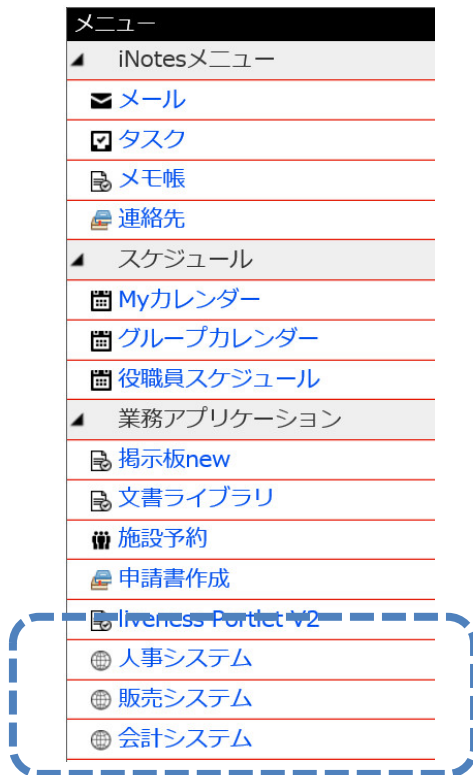 メニュー
iNotesメニュー
メール
タスク
メモ帳
連絡先
スケジュール
Myカレンダー
グループカレンダー
役職員スケジュール
業務アプリケーション
掲示板new
文書ライブラリ
施設予約
申請書作成
liveness Portlet V2
人事システム
販売システム
会計システム